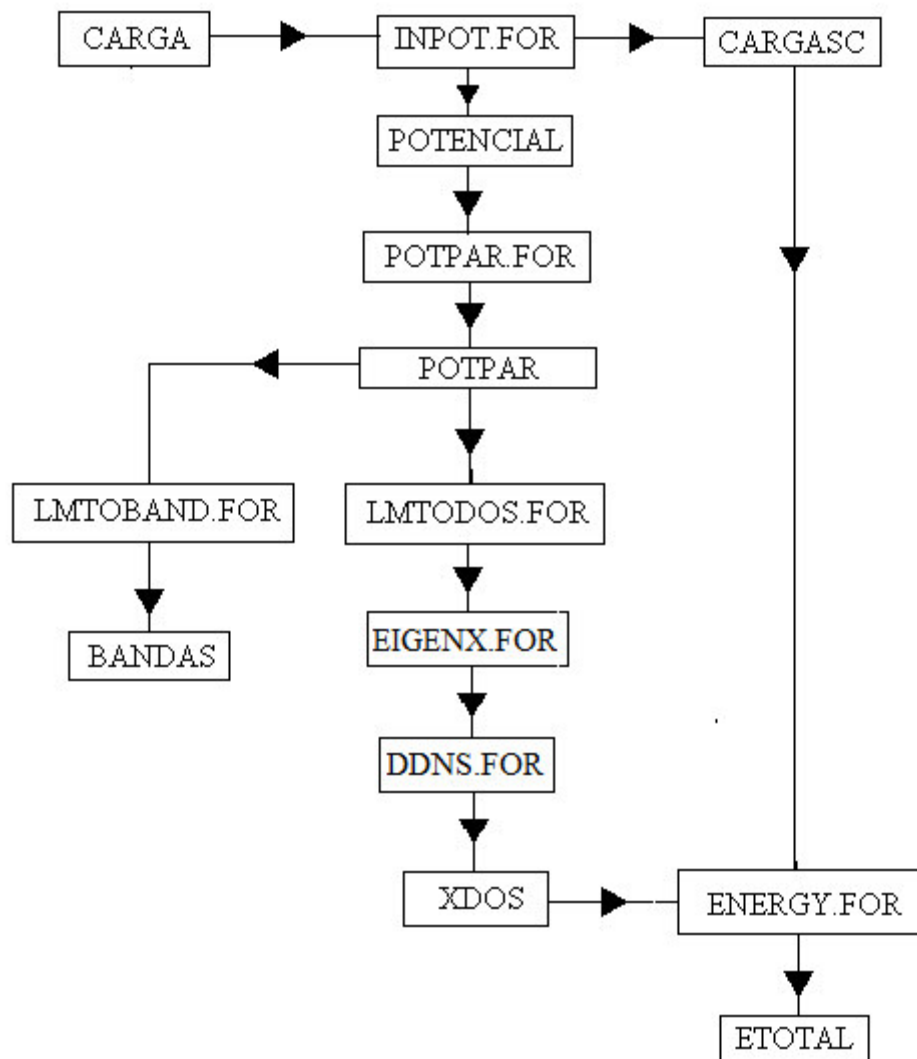 CARGA
INPOT.FOR
CARGASC
POTENCIAL
POTPAR.FOR
POTPAR
LMTOBAND.FOR
LMTODOS.FOR
EIGENX.FOR
BANDAS
DDNS.FOR
XDOS
ENERGY.FOR
ETOTAL